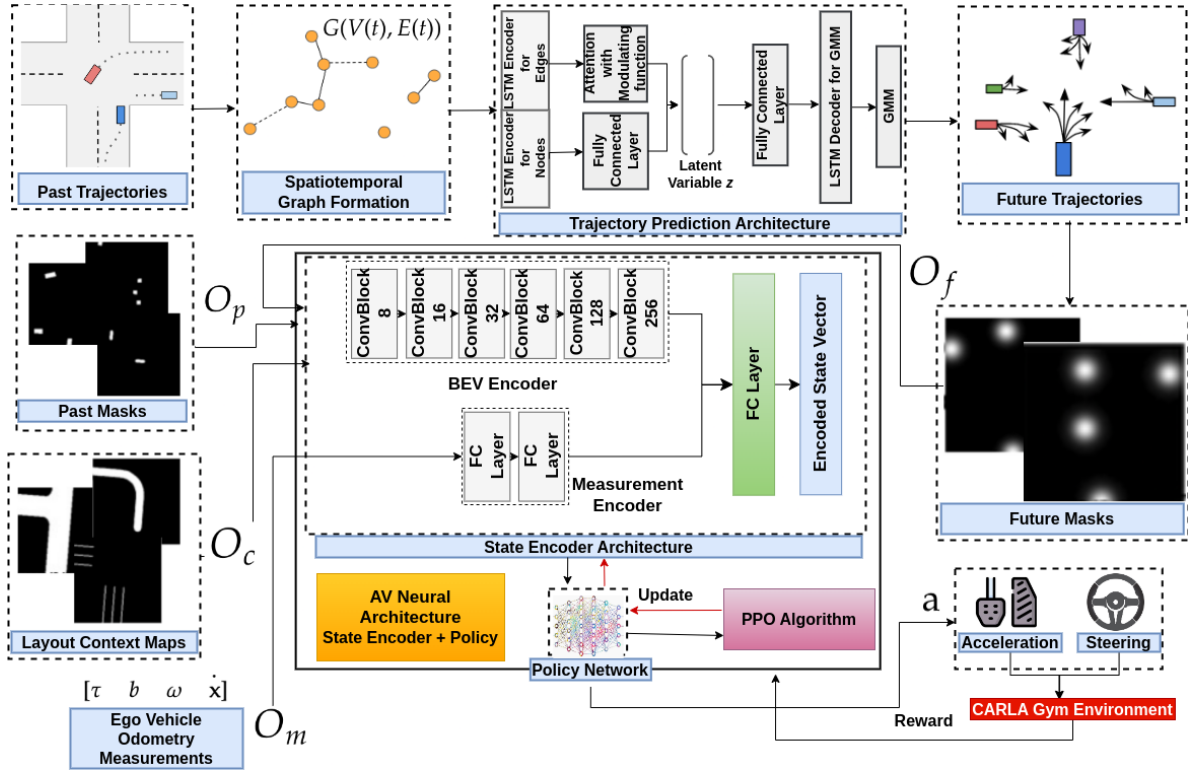 G(V(t), E(t))
Past Trajectories
Spatiotemporal
Graph Formation
LSTM Encoder
for
Edges
LSTM Encoder
for
Nodes
Attention
with
Modulating
function
Fully
Connected
Layer
Latent
Variable z
Fully Connected
Layer
LSTM Decoder for GMM
GMM
Trajectory Prediction Architecture
Future Trajectories
O_p
Past Masks
ConvBlock
8
ConvBlock
16
ConvBlock
32
ConvBlock
64
ConvBlock
128
ConvBlock
256
BEV Encoder
FC
Layer
FC
Layer
Measurement
Encoder
FC Layer
Encoded State Vector
State Encoder Architecture
O_f
Future Masks
O_c
Layout Context Maps
[τ b ω ẋ]
Ego Vehicle
Odometry
Measurements
O_m
AV Neural
Architecture
State Encoder + Policy
Update
PPO Algorithm
Policy Network
a
Acceleration
Steering
CARLA Gym Environment
Reward